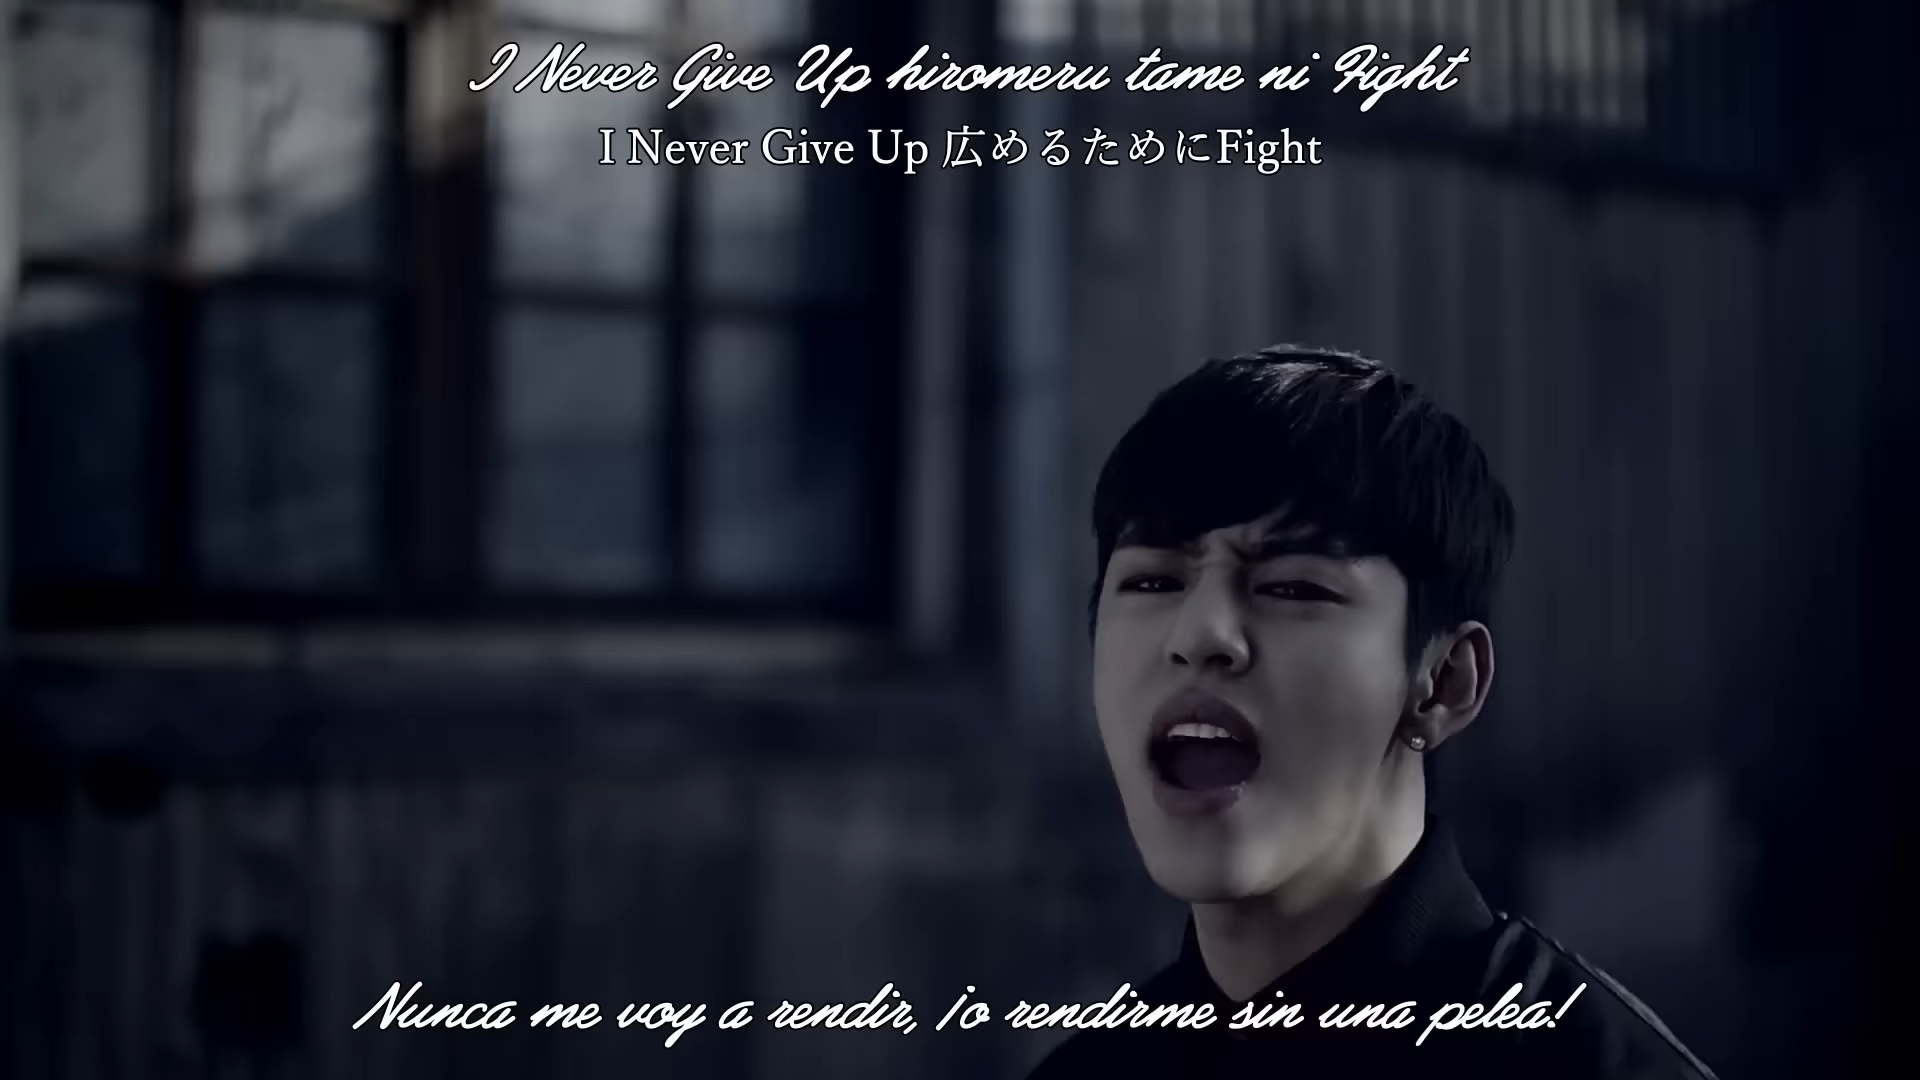 I Never Give Up hiromeru tame ni Fight
I Never Give Up 広めるためにFight
Nunca me voy a rendir, ¡o rendirme sin una pelea!